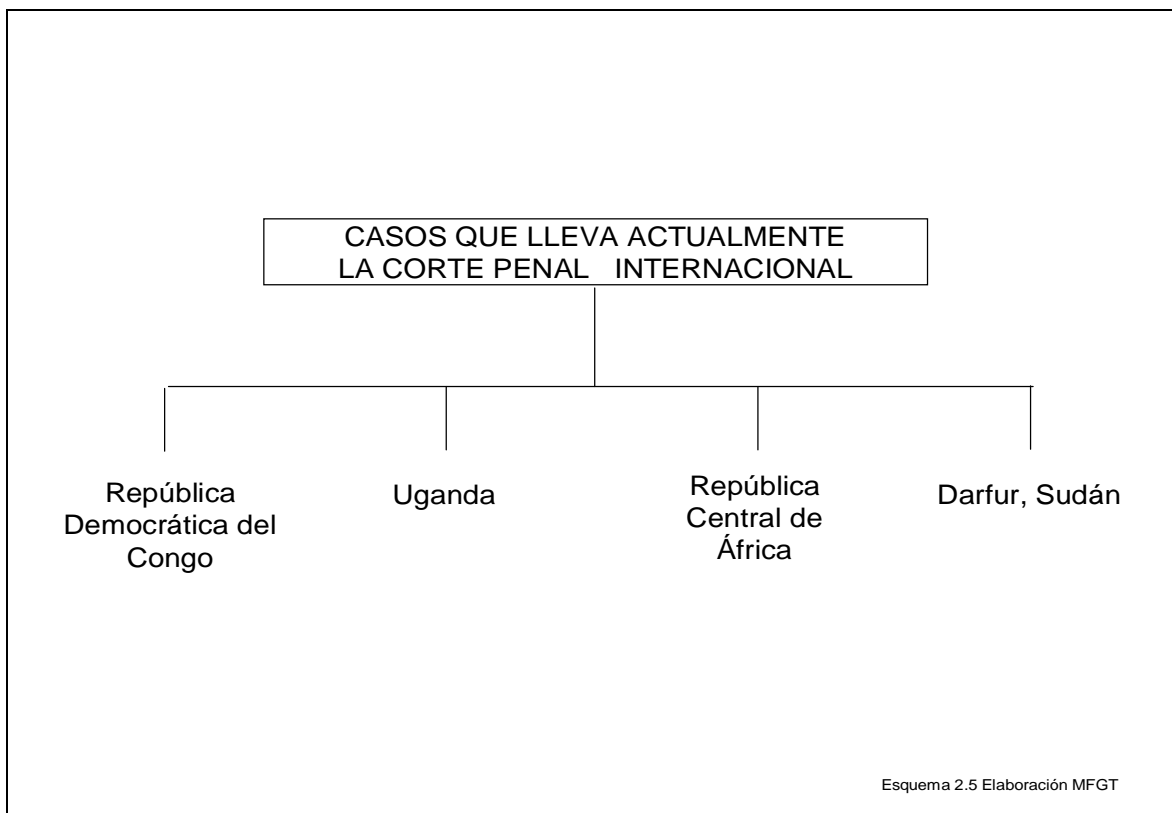 CASOS QUE LLEVA ACTUALMENTE
LA CORTE PENAL INTERNACIONAL
República
Democrática del
Congo
Uganda
República
Central de
África
Darfur, Sudán
Esquema 2.5 Elaboración MFGT